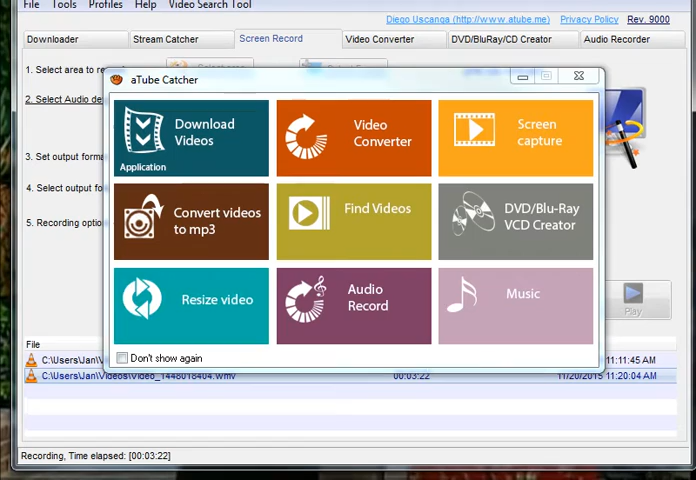 File Tools Profiles Help Video Search Tool
Diego Uscanga (http://www.atube.me) Privacy Policy Rev. 9000
Downloader Stream Catcher Screen Record Video Converter DVD/BluRay/CD Creator Audio Recorder
1. Select area to re
aTube Catcher
2. Select Audio de
Download
Videos
Application
Video
Converter
Screen
capture
3. Set output forma
4. Select output fo
5. Recording optio
Convert videos
to mp3
Find Videos
DVD/Blu-Ray
VCD Creator
Resize video
Audio
Record
Music
Play
File
Don't show again
C:\Users\Jan\Videos 11:11:45 AM
C:\Users\Jan\Videos\Video_1448018404.wmv 00:03:22 11/20/2015 11:20:04 AM
Recording, Time elapsed: [00:03:22]